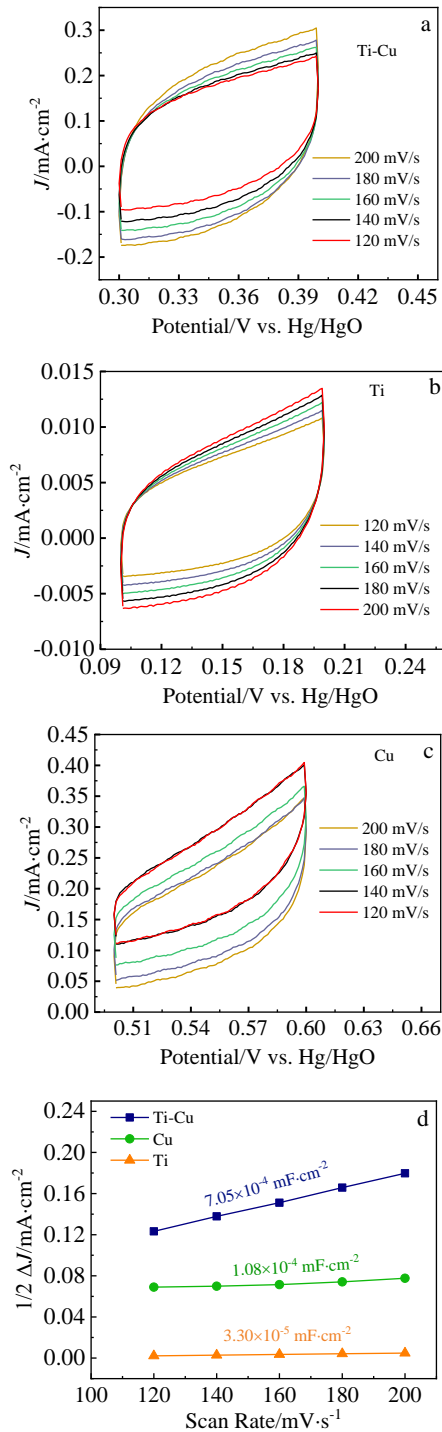 a
Ti-Cu
0.3
0.2
0.1
0.0
-0.1
-0.2
J/mA·cm⁻²
200 mV/s
180 mV/s
160 mV/s
140 mV/s
120 mV/s
0.30 0.33 0.36 0.39 0.42 0.45
Potential/V vs. Hg/HgO
b
Ti
0.015
0.010
0.005
0.000
-0.005
-0.010
J/mA·cm⁻²
120 mV/s
140 mV/s
160 mV/s
180 mV/s
200 mV/s
0.09 0.12 0.15 0.18 0.21 0.24
Potential/V vs. Hg/HgO
c
Cu
0.45
0.40
0.35
0.30
0.25
0.20
0.15
0.10
0.05
0.00
J/mA·cm⁻²
200 mV/s
180 mV/s
160 mV/s
140 mV/s
120 mV/s
0.51 0.54 0.57 0.60 0.63 0.66
Potential/V vs. Hg/HgO
d
Ti-Cu
Cu
Ti
0.24
0.20
0.16
0.12
0.08
0.04
0.00
1/2 ΔJ/mA·cm⁻²
7.05×10⁻⁴ mF·cm⁻²
1.08×10⁻⁴ mF·cm⁻²
3.30×10⁻⁵ mF·cm⁻²
100 120 140 160 180 200
Scan Rate/mV·s⁻¹